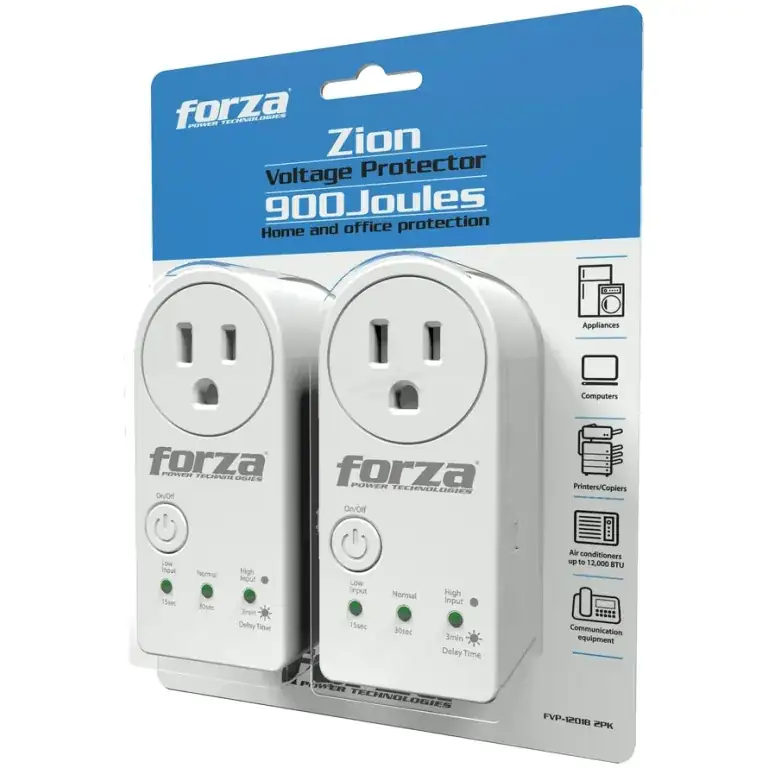 forza
POWER TECHNOLOGIES
Zion
Voltage Protector
900 Joules
Home and office protection
Appliances
Computers
Printers/Copiers
Air conditioners
up to 12,000 BTU
Communication
equipment
forza
On/Off
Low
Input
Normal
High
Input
15sec
30sec
3min
Delay Time
forza
POWER TECHNOLOGIES
On/Off
Low
Input
Normal
High
Input
15sec
30sec
3min
Delay Time
POWER TECHNOLOGIES
FVP-1201B 2PK